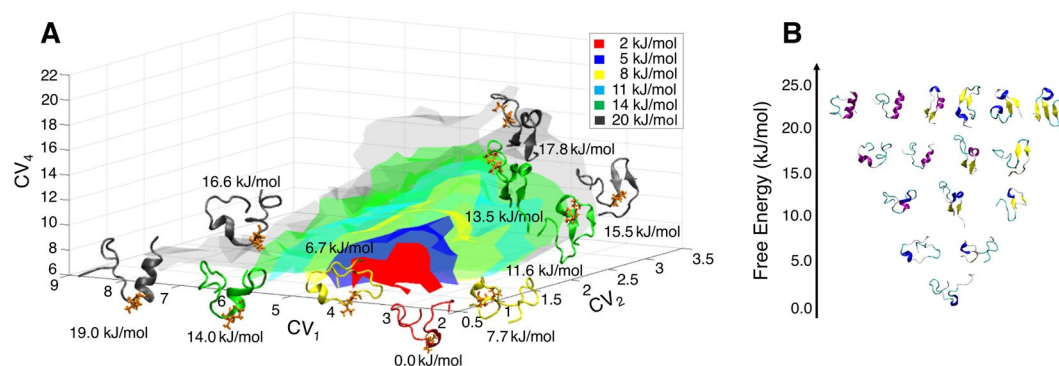 A
B
2 kJ/mol
5 kJ/mol
8 kJ/mol
11 kJ/mol
14 kJ/mol
20 kJ/mol
22
20
18
16
14
12
10
8
6
CV4
9
8
7
6
5
4
3
2
CV1
0.5
1
1.5
2
2.5
3
3.5
CV2
17.8 kJ/mol
16.6 kJ/mol
13.5 kJ/mol
15.5 kJ/mol
6.7 kJ/mol
11.6 kJ/mol
19.0 kJ/mol
14.0 kJ/mol
7.7 kJ/mol
0.0 kJ/mol
Free Energy (kJ/mol)
25.0
20.0
15.0
10.0
5.0
0.0